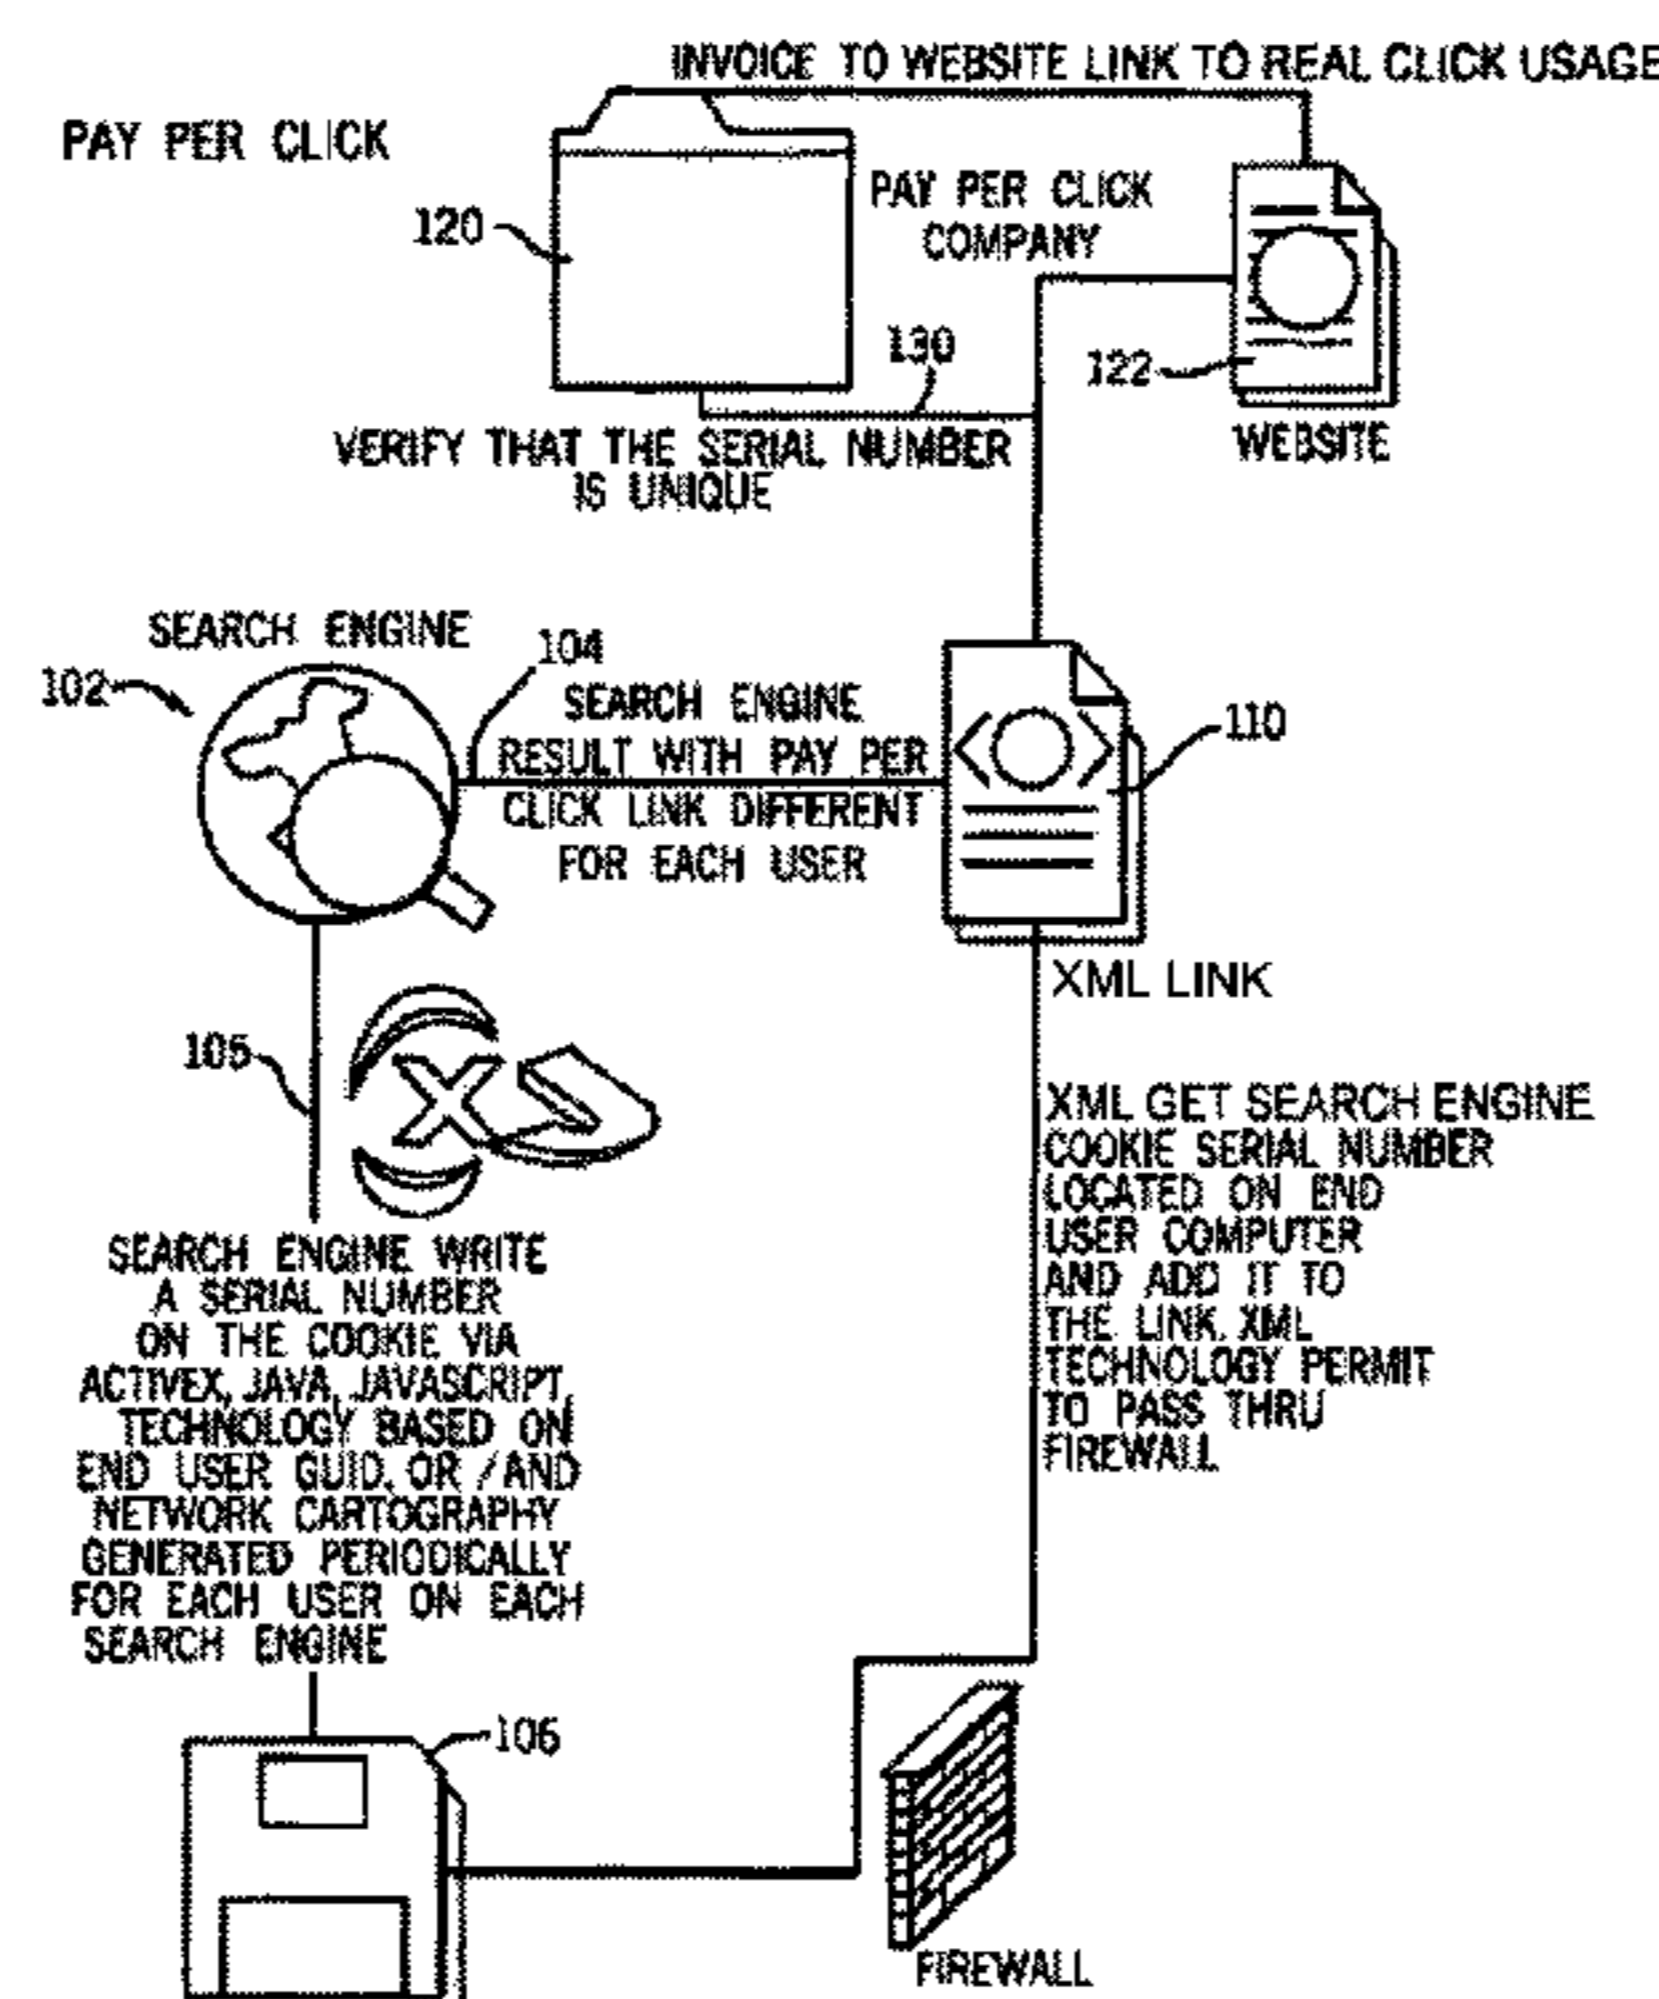 INVOICE TO WEBSITE LINK TO REAL CLICK USAGE
PAY PER CLICK
PAY PER CLICK
COMPANY
120
130
122
VERIFY THAT THE SERIAL NUMBER
IS UNIQUE
WEBSITE
SEARCH ENGINE
102
104
SEARCH ENGINE
RESULT WITH PAY PER
CLICK LINK DIFFERENT
FOR EACH USER
110
XML LINK
105
X
XML GET SEARCH ENGINE
COOKIE SERIAL NUMBER
LOCATED ON END
USER COMPUTER
AND ADD IT TO
THE LINK. XML
TECHNOLOGY PERMIT
TO PASS THRU
FIREWALL
SEARCH ENGINE WRITE
A SERIAL NUMBER
ON THE COOKIE VIA
ACTIVEX, JAVA, JAVASCRIPT,
TECHNOLOGY BASED ON
END USER GUID. OR /AND
NETWORK CARTOGRAPHY
GENERATED PERIODICALLY
FOR EACH USER ON EACH
SEARCH ENGINE
106
FIREWALL